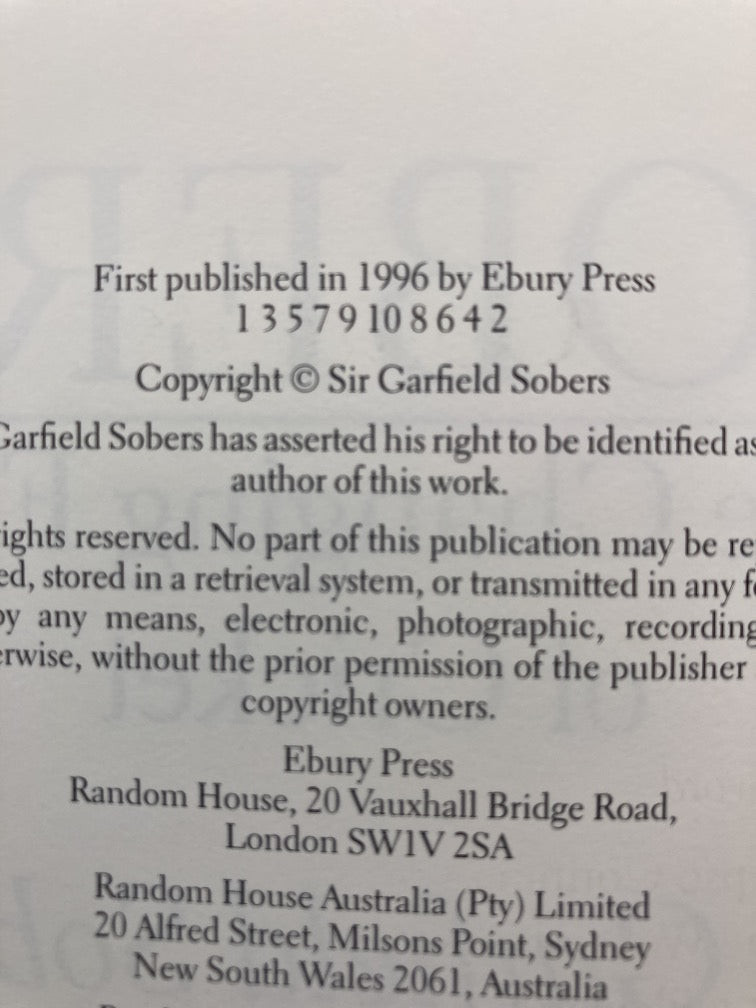 First published in 1996 by Ebury Press
1 3 5 7 9 10 8 6 4 2
Copyright © Sir Garfield Sobers
Garfield Sobers has asserted his right to be identified as
author of this work.
ights reserved. No part of this publication may be re
ed, stored in a retrieval system, or transmitted in any f
by any means, electronic, photographic, recording
erwise, without the prior permission of the publisher
copyright owners.
Ebury Press
Random House, 20 Vauxhall Bridge Road,
London SW1V 2SA
Random House Australia (Pty) Limited
20 Alfred Street, Milsons Point, Sydney
New South Wales 2061, Australia